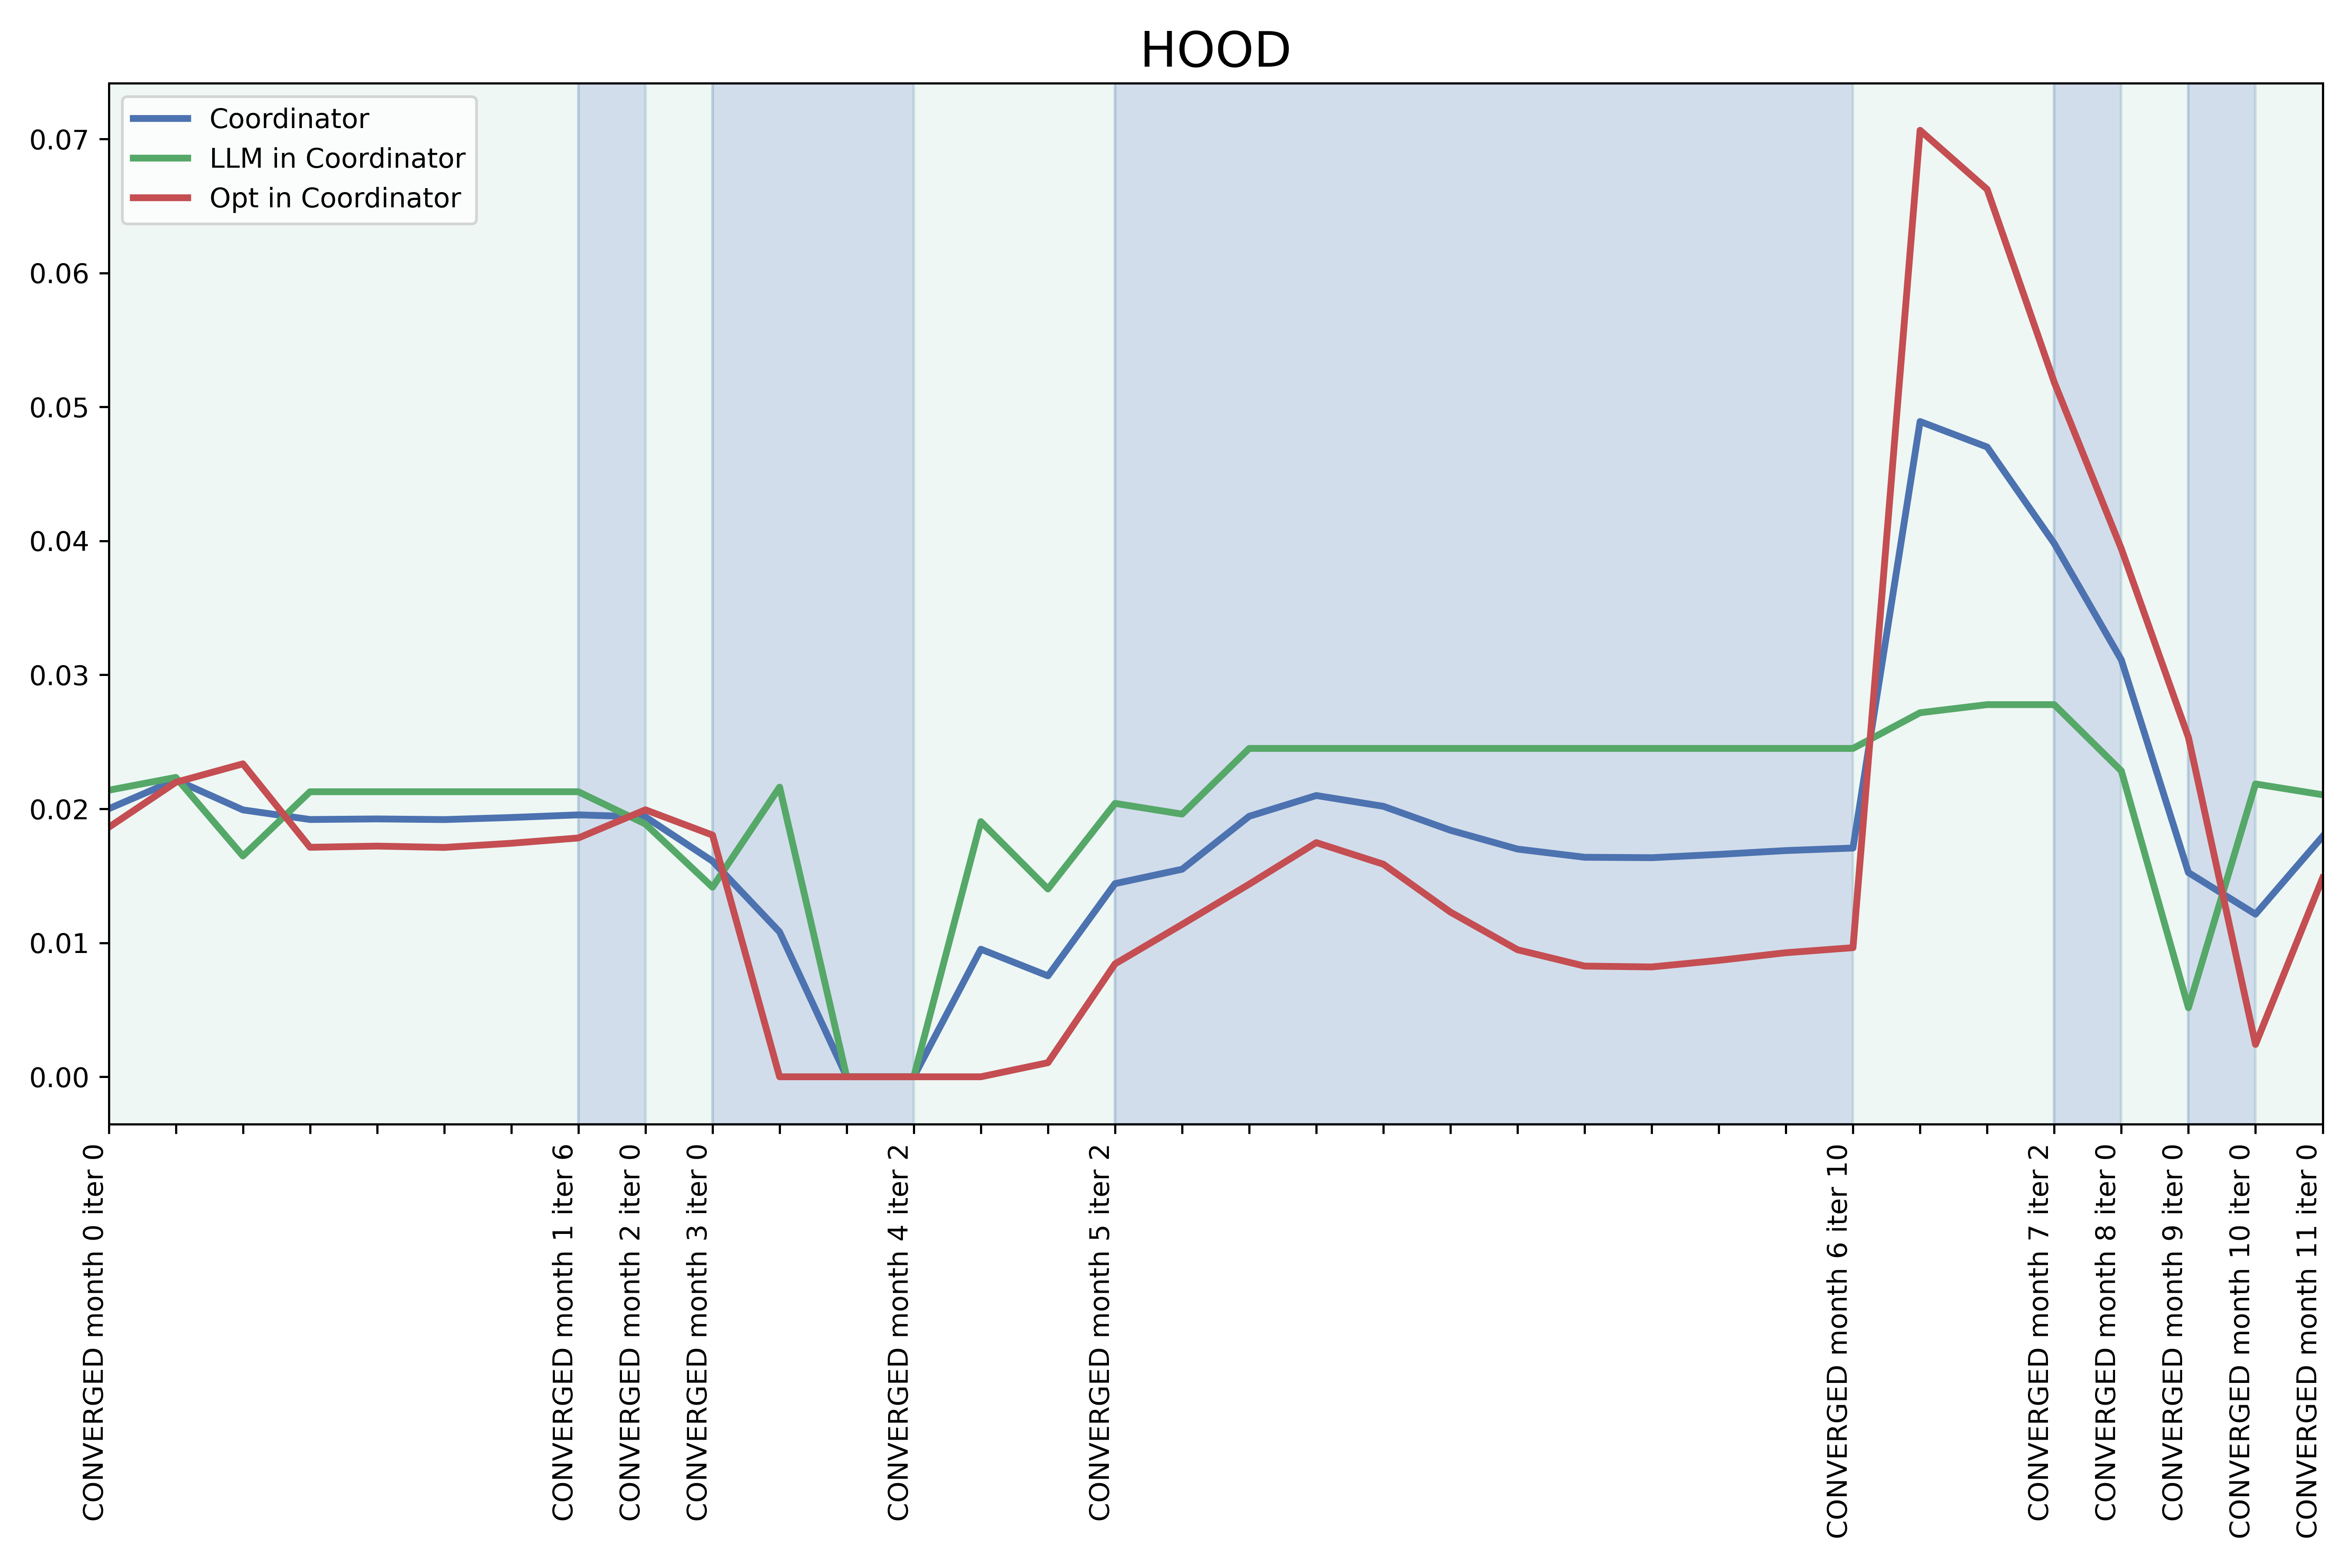 HOOD
Coordinator
LLM in Coordinator
Opt in Coordinator
0.07
0.06
0.05
0.04
0.03
0.02
0.01
0.00
CONVERGED month 0 iter 0
CONVERGED month 1 iter 6
CONVERGED month 2 iter 0
CONVERGED month 3 iter 0
CONVERGED month 4 iter 2
CONVERGED month 5 iter 2
CONVERGED month 6 iter 10
CONVERGED month 7 iter 2
CONVERGED month 8 iter 0
CONVERGED month 9 iter 0
CONVERGED month 10 iter 0
CONVERGED month 11 iter 0